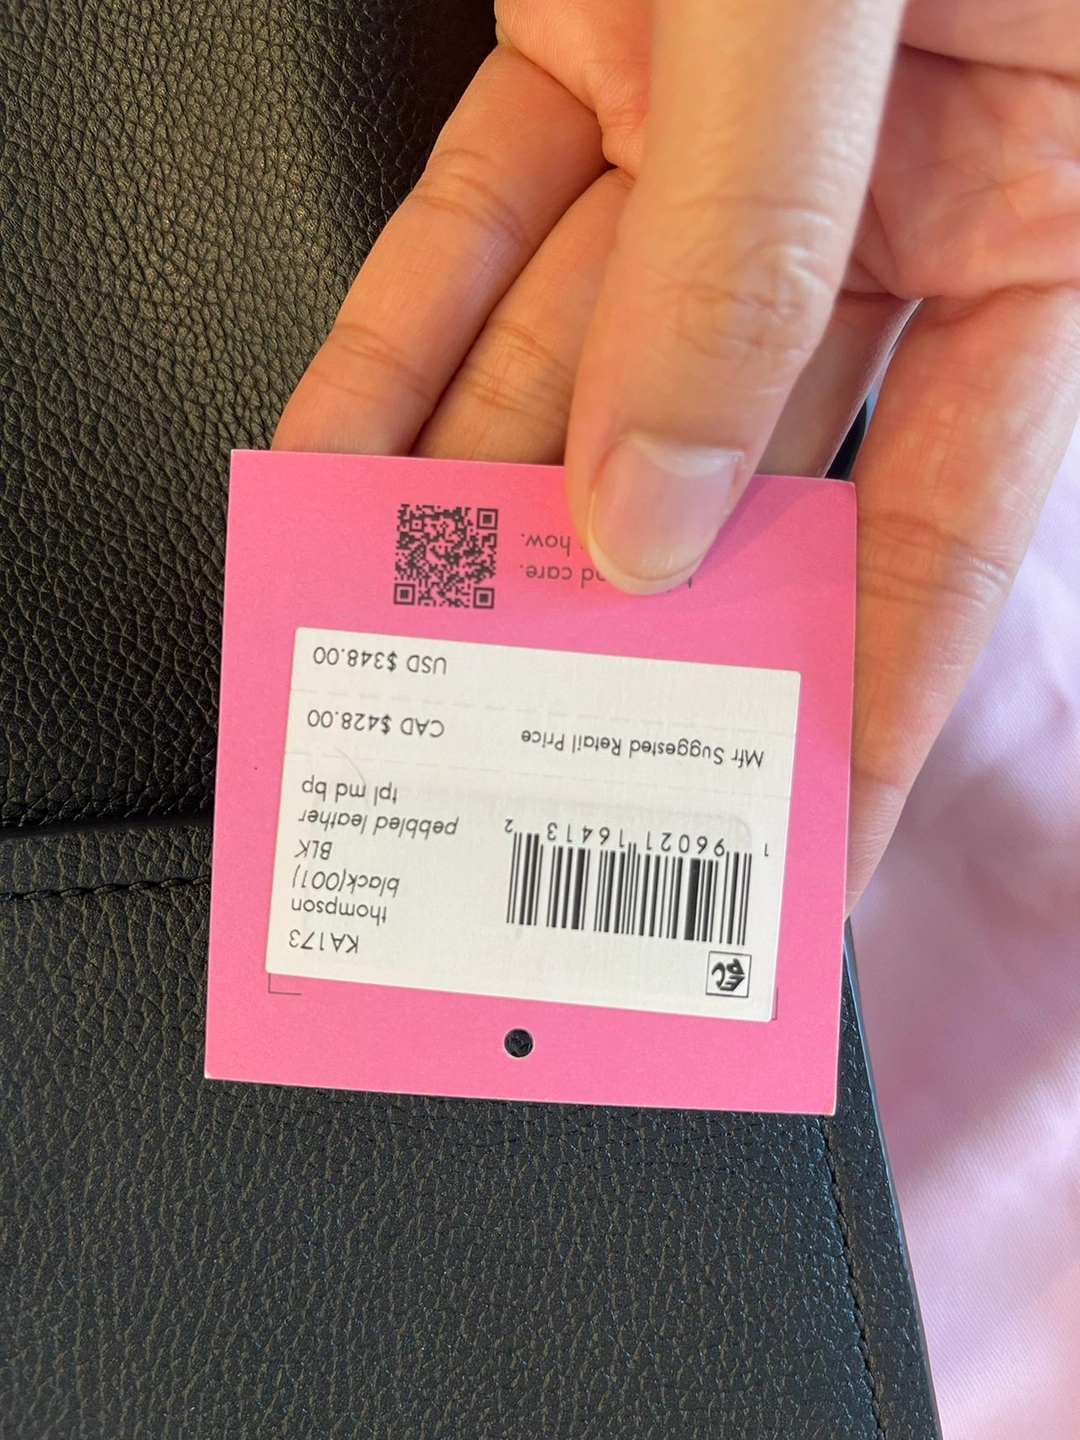 EPC
1 96021 16413 2
KA173
thompson
black(001)
BLK
pebbled leather
tpl md bp
Mfr Suggested Retail Price CAD $428.00
USD $348.00
care.
how.